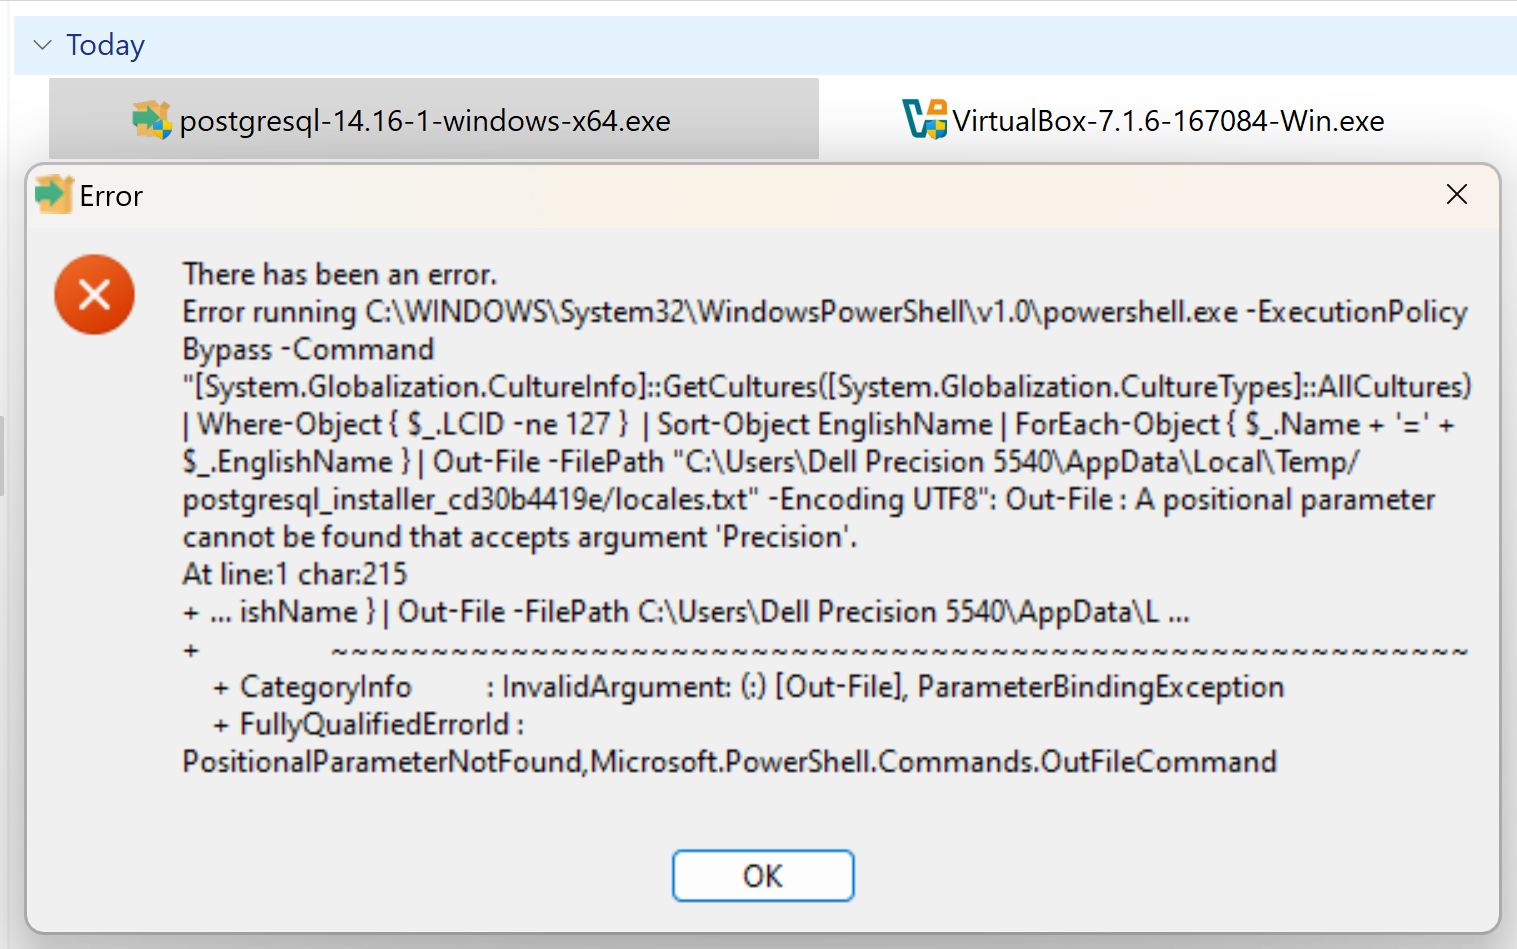 Today
postgresql-14.16-1-windows-x64.exe
VirtualBox-7.1.6-167084-Win.exe
Error
There has been an error.
Error running C:\WINDOWS\System32\WindowsPowerShell\v1.0\powershell.exe -ExecutionPolicy
Bypass -Command
"[System.Globalization.CultureInfo]::GetCultures([System.Globalization.CultureTypes]::AllCultures)
| Where-Object { $_.LCID -ne 127 } | Sort-Object EnglishName | ForEach-Object { $_.Name + '=' +
$_.EnglishName } | Out-File -FilePath "C:\Users\Dell Precision 5540\AppData\Local\Temp/
postgresql_installer_cd30b4419e/locales.txt" -Encoding UTF8": Out-File : A positional parameter
cannot be found that accepts argument 'Precision'.
At line:1 char:215
+ ... ishName } | Out-File -FilePath C:\Users\Dell Precision 5540\AppData\L ...
+ ~~~~~~~~~~~~~~~~~~~~~~~~~~~~~~~~~~~~~~~~~~~~~~~~~~~~~~~~~
+ CategoryInfo : InvalidArgument: (:) [Out-File], ParameterBindingException
+ FullyQualifiedErrorId :
PositionalParameterNotFound,Microsoft.PowerShell.Commands.OutFileCommand
OK